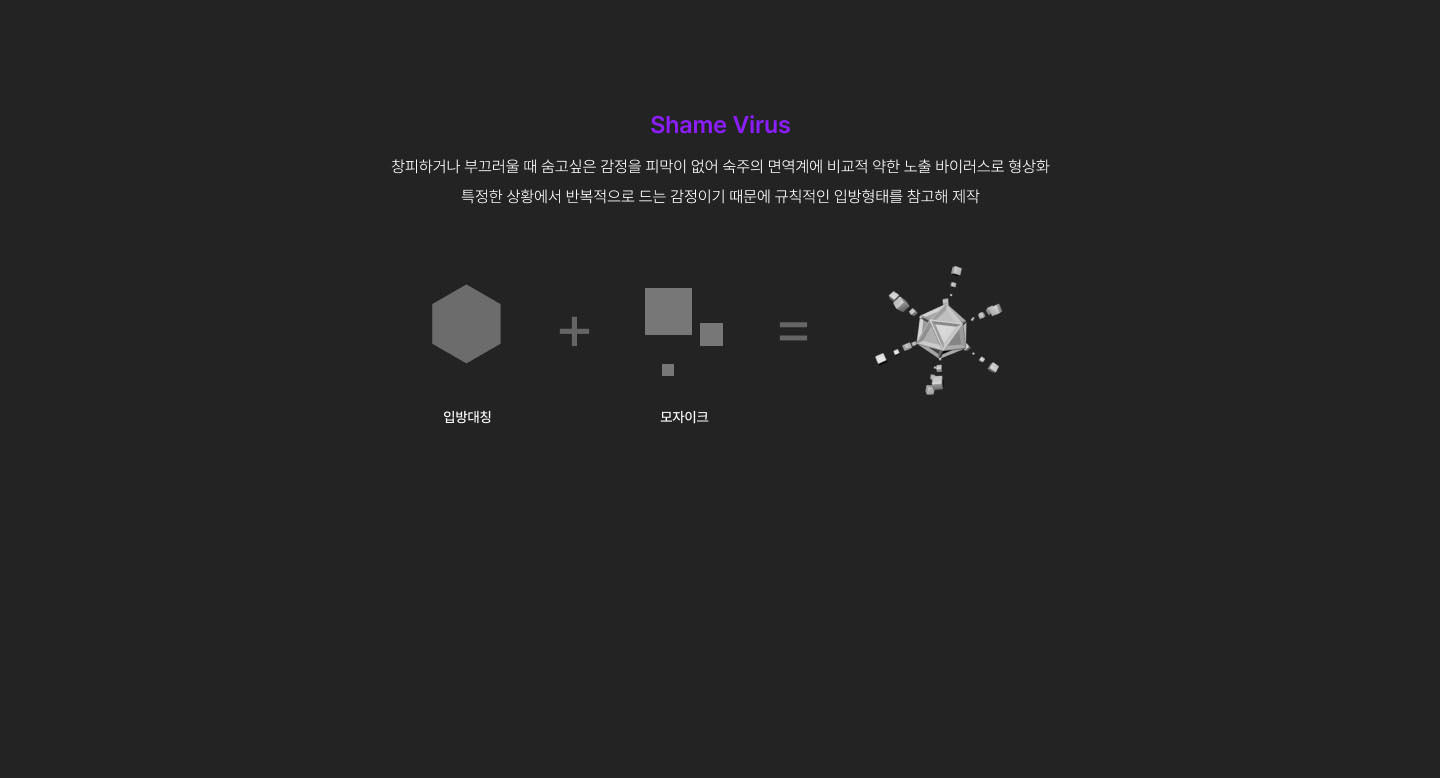 Shame Virus
창피하거나 부끄러울 때 숨고싶은 감정을 피막이 없어 숙주의 면역계에 비교적 약한 노출 바이러스로 형상화
특정한 상황에서 반복적으로 드는 감정이기 때문에 규칙적인 입방형태를 참고해 제작
+ =
입방대칭 모자이크